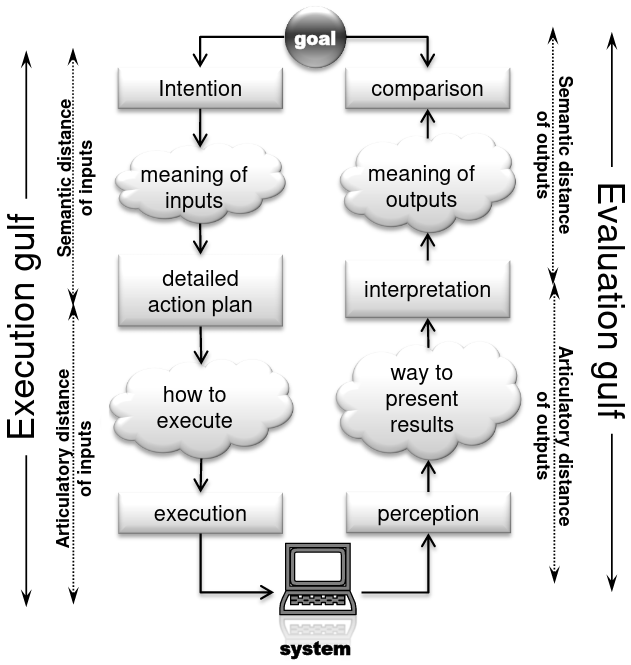 goal
Intention
comparison
meaning of
inputs
meaning of
outputs
detailed
action plan
interpretation
how to
execute
way to
present
results
execution
perception
system
Execution gulf
Semantic distance
of inputs
Articulatory distance
of inputs
Semantic distance
of outputs
Articulatory distance
of outputs
Evaluation gulf